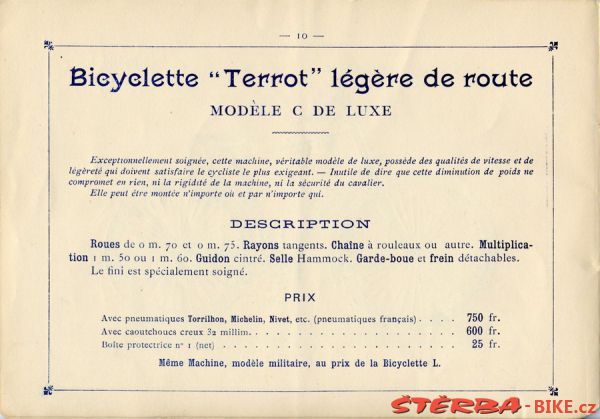 — 10 —
Bicyclette "Terrot" légère de route
MODÈLE C DE LUXE
Exceptionnellement soignée, cette machine, véritable modèle de luxe, possède des qualités de vitesse et de
légèreté qui doivent satisfaire le cycliste le plus exigeant. — Inutile de dire que cette diminution de poids ne
compromet en rien, ni la rigidité de la machine, ni la sécurité du cavalier.
Elle peut être montée n'importe où et par n'importe qui.
DESCRIPTION
Roues de 0 m. 70 et 0 m. 75. Rayons tangents. Chaîne à rouleaux ou autre. Multiplica-
tion 1 m. 50 ou 1 m. 60. Guidon cintré. Selle Hammock. Garde-boue et frein détachables.
Le fini est spécialement soigné.
PRIX
Avec pneumatiques Torrilhon, Michelin, Nivet, etc. (pneumatiques français) . . . . 750 fr.
Avec caoutchoucs creux 32 millim. . . . . . . . . . . . . . . . . . . 600 fr.
Boîte protectrice n° 1 (net) . . . . . . . . . . . . . . . . . . . . . 25 fr.
Même Machine, modèle militaire, au prix de la Bicyclette L.
ŠTĚRBA-BIKE.cz